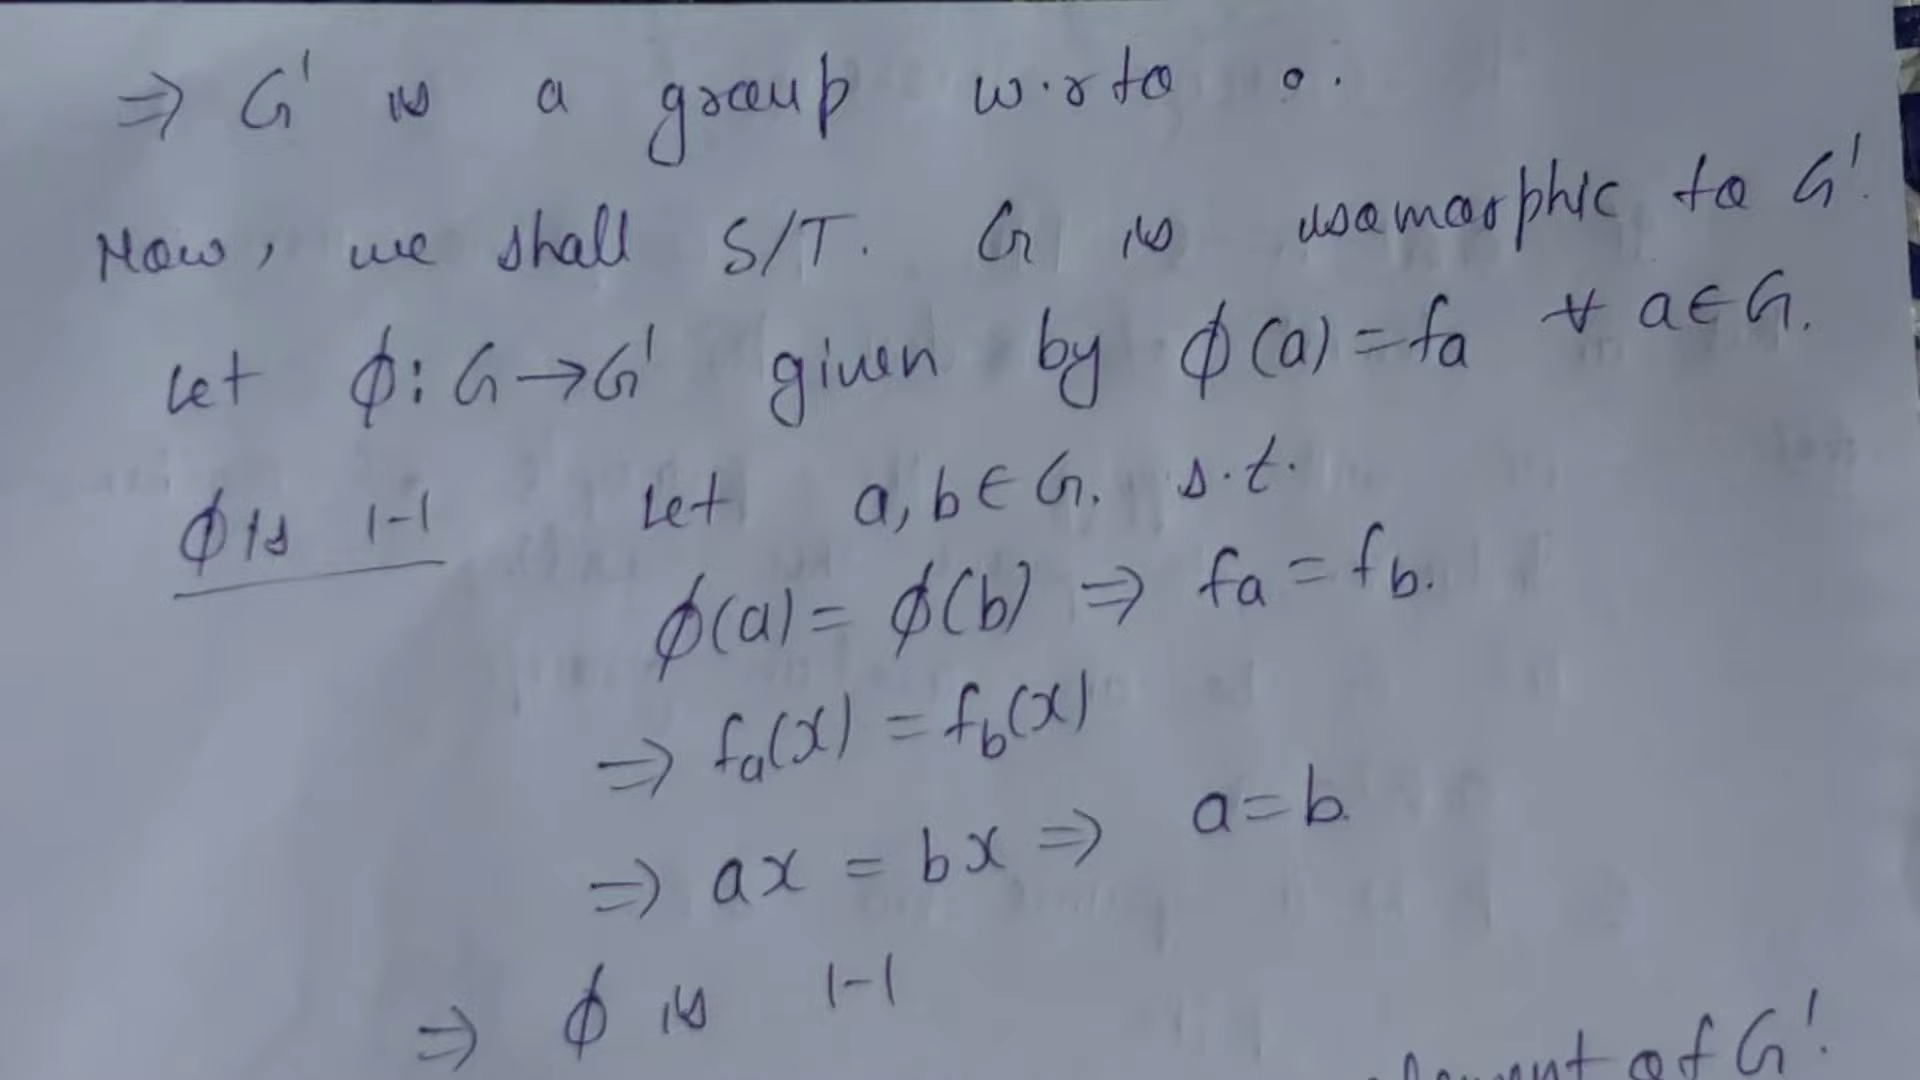 ⇒ G' is a group w.r to o.
Now, we shall S/T. G is isomorphic to G'.
Let ϕ: G→G' given by ϕ(a) = fa ∀ a∈G.
ϕ is 1-1 Let a, b ∈ G. s.t.
ϕ(a) = ϕ(b) ⇒ fa = fb.
⇒ fa(x) = fb(x)
⇒ ax = bx ⇒ a = b.
⇒ ϕ is 1-1
element of G'.